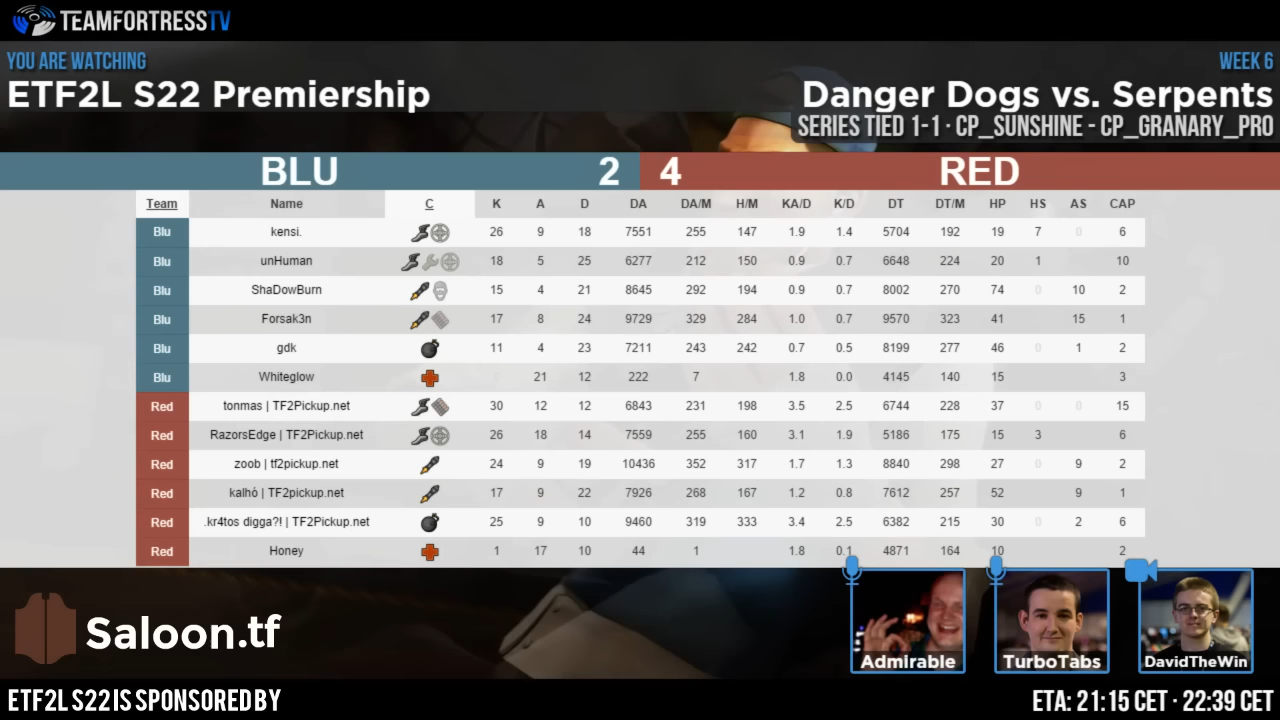 TEAMFORTRESSTV
YOU ARE WATCHING
WEEK 6
ETF2L S22 Premiership
Danger Dogs vs. Serpents
SERIES TIED 1-1 · CP_SUNSHINE - CP_GRANARY_PRO
BLU 2 4 RED
Team Name C K A D DA DA/M H/M KA/D K/D DT DT/M HP HS AS CAP
Blu kensi. 26 9 18 7551 255 147 1.9 1.4 5704 192 19 7 0 6
Blu unHuman 18 5 25 6277 212 150 0.9 0.7 6648 224 20 1 10
Blu ShaDowBurn 15 4 21 8645 292 194 0.9 0.7 8002 270 74 0 10 2
Blu Forsak3n 17 8 24 9729 329 284 1.0 0.7 9570 323 41 15 1
Blu gdk 11 4 23 7211 243 242 0.7 0.5 8199 277 46 0 1 2
Blu Whiteglow 21 12 222 7 1.8 0.0 4145 140 15 3
Red tonmas | TF2Pickup.net 30 12 12 6843 231 198 3.5 2.5 6744 228 37 0 0 15
Red RazorsEdge | TF2Pickup.net 26 18 14 7559 255 160 3.1 1.9 5186 175 15 3 6
Red zoob | tf2pickup.net 24 9 19 10436 352 317 1.7 1.3 8840 298 27 0 9 2
Red kalhó | TF2pickup.net 17 9 22 7926 268 167 1.2 0.8 7612 257 52 9 1
Red .kr4tos digga?! | TF2Pickup.net 25 9 10 9460 319 333 3.4 2.5 6382 215 30 0 2 6
Red Honey 1 17 10 44 1 1.8 0.1 4871 164 10 2
Saloon.tf
Admirable TurboTabs DavidTheWin
ETF2L S22 IS SPONSORED BY
ETA: 21:15 CET · 22:39 CET